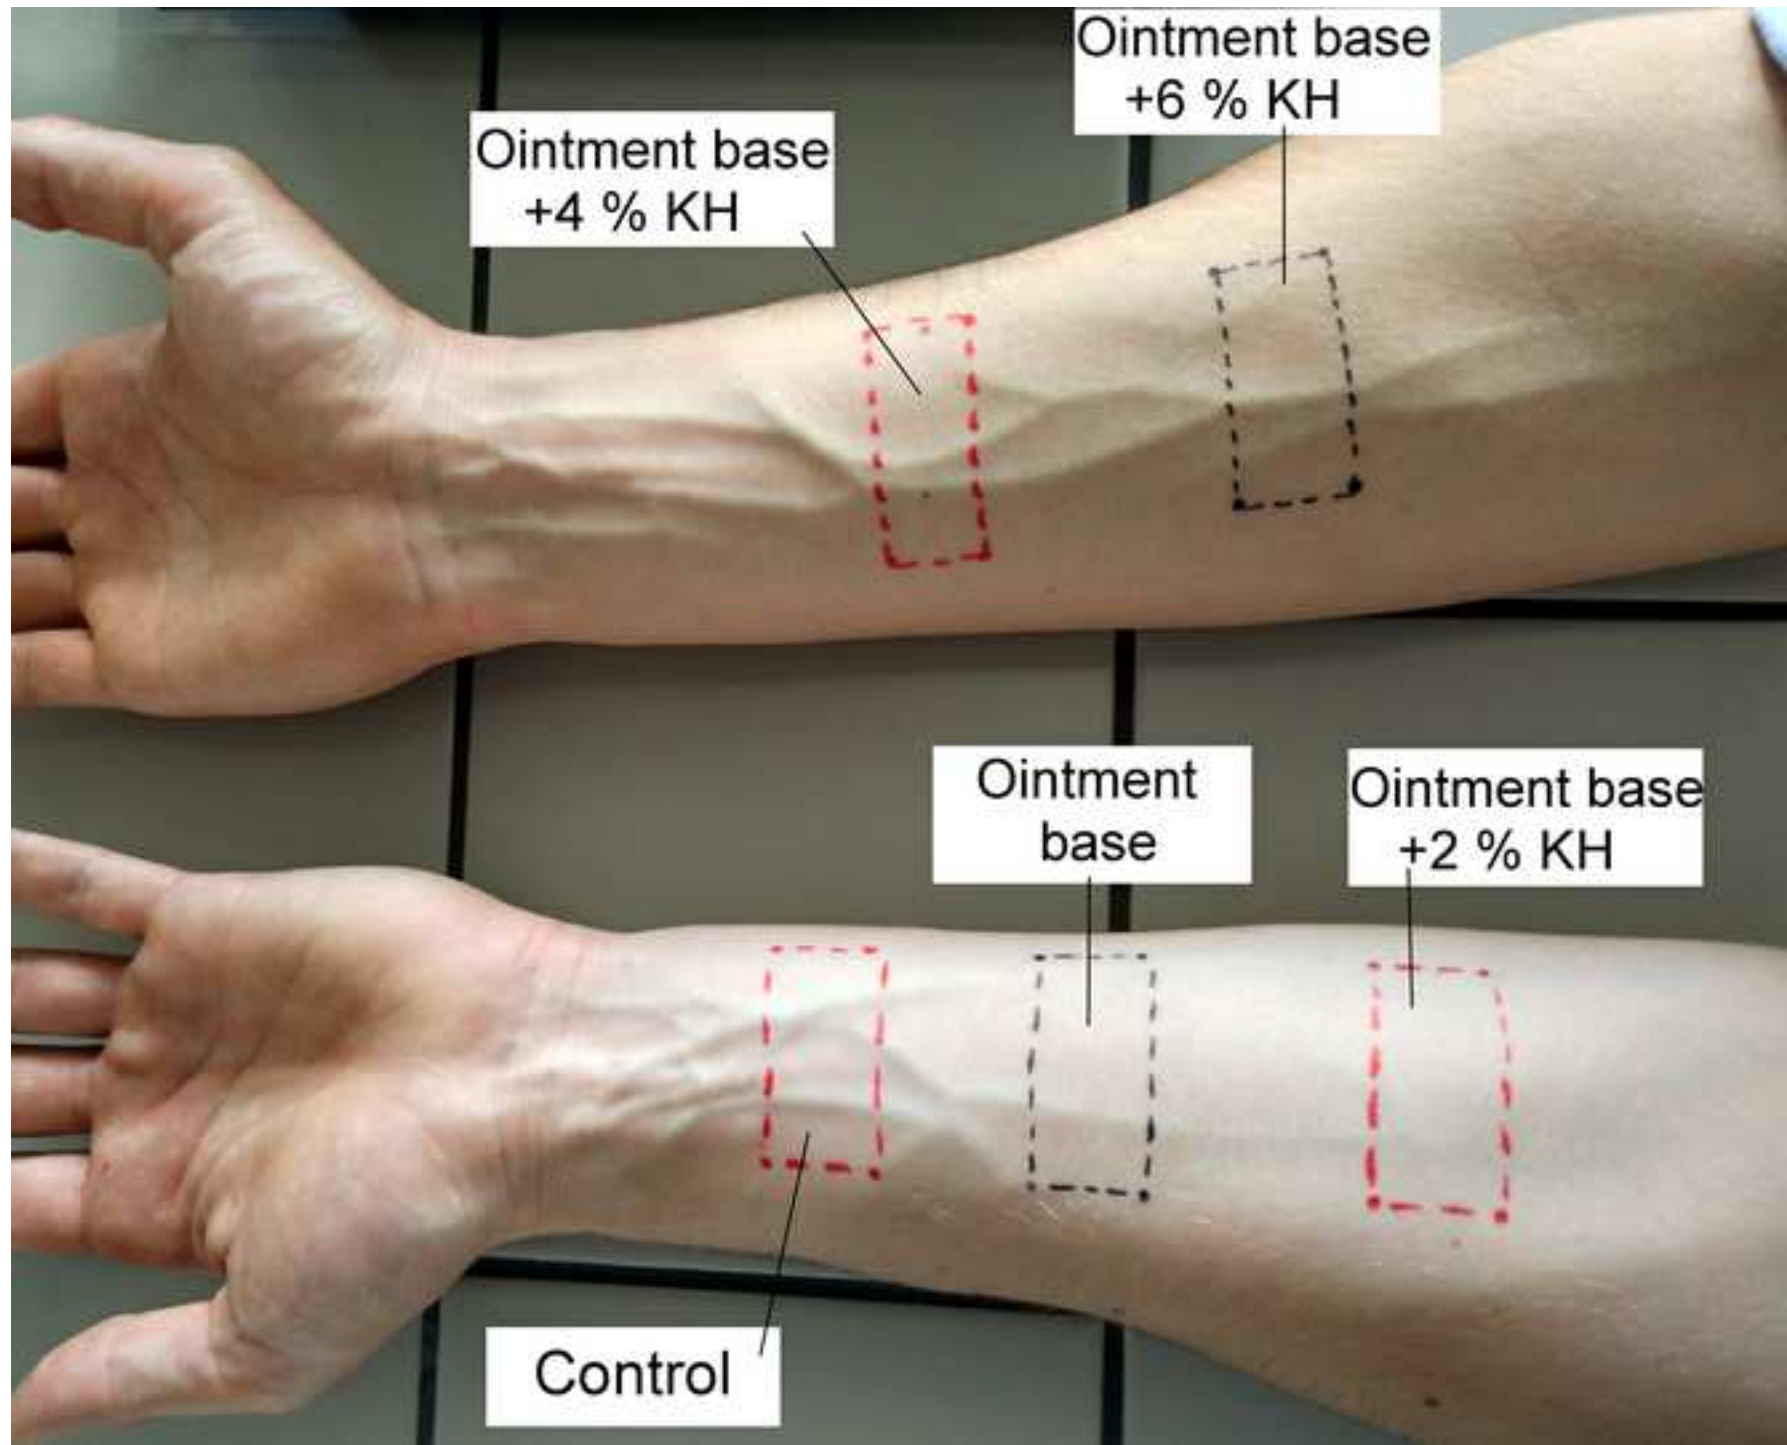 Ointment base
+6 % KH
Ointment base
+4 % KH
Ointment
base
Ointment base
+2 % KH
Control